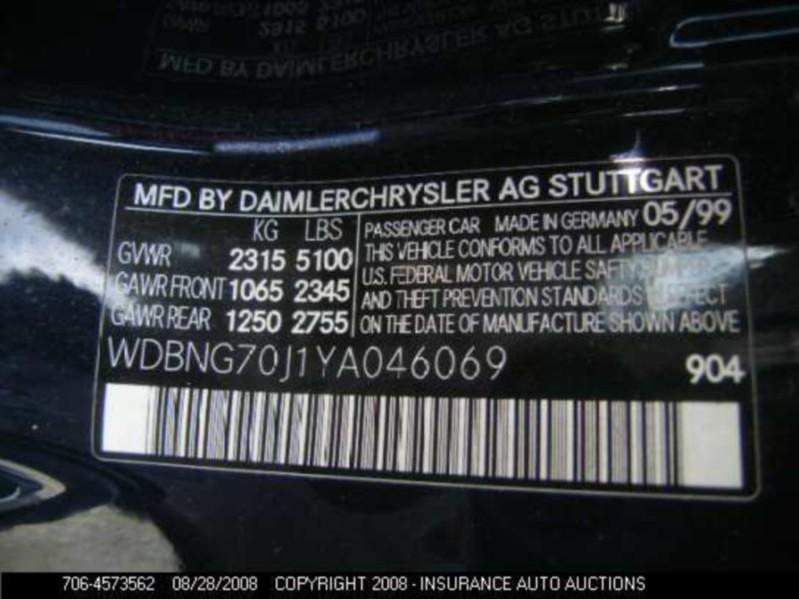 MFD BY DAIMLERCHRYSLER AG STUTTGART
KG LBS
GVWR 2315 5100
GAWR FRONT 1065 2345
GAWR REAR 1250 2755
PASSENGER CAR MADE IN GERMANY 05/99
THIS VEHICLE CONFORMS TO ALL APPLICABLE
U.S. FEDERAL MOTOR VEHICLE SAFTY, BUMPER
AND THEFT PREVENTION STANDARDS IN EFFECT
ON THE DATE OF MANUFACTURE SHOWN ABOVE
WDBNG70J1YA046069
904
706-4573562 08/28/2008 COPYRIGHT 2008 - INSURANCE AUTO AUCTIONS